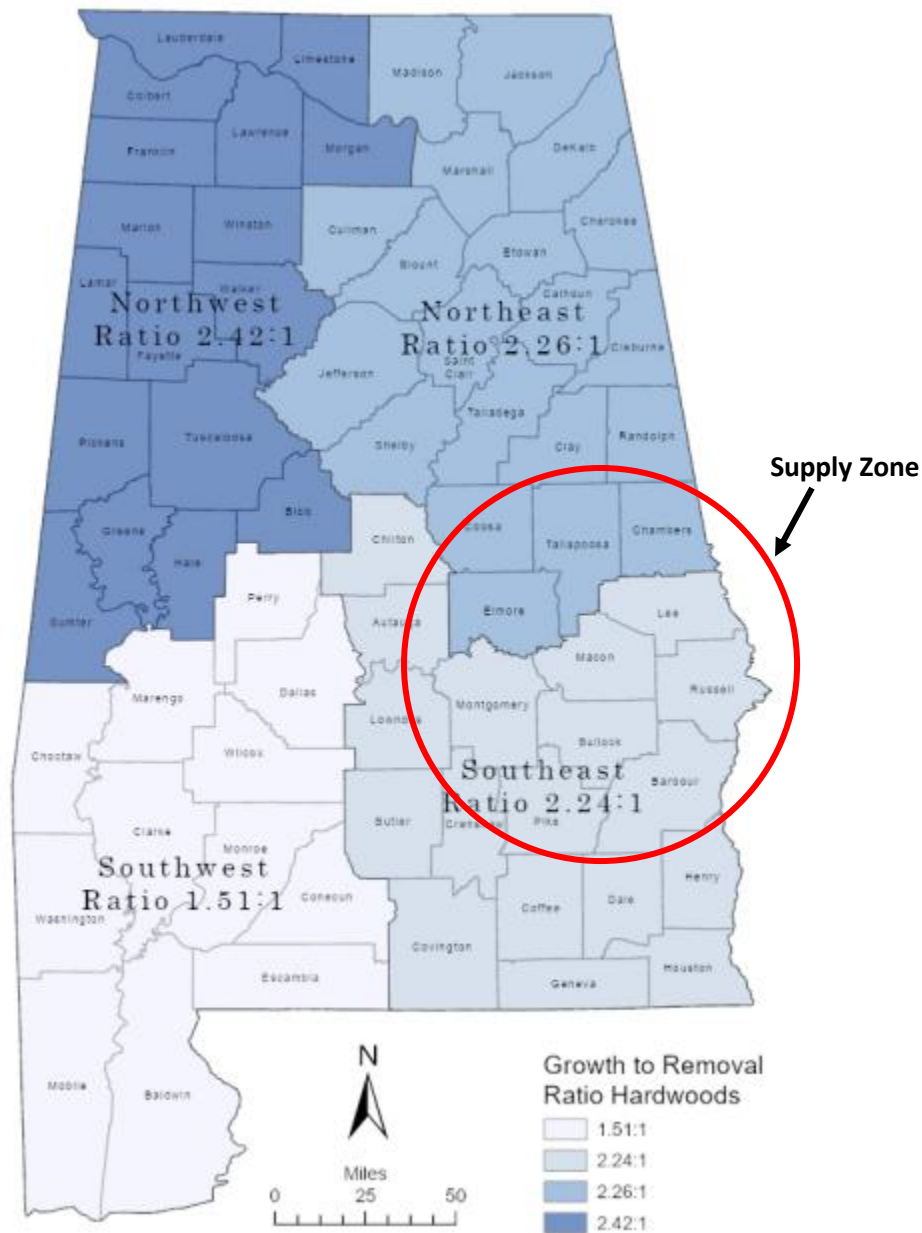 Lauderdale
Limestone
Madison
Jackson
Colbert
Lawrence
Franklin
Morgan
DeKalb
Marshall
Cherokee
Marion
Winston
Cullman
Etowah
Blount
Lamar
Walker
Calhoun
Northwest
Ratio 2.42:1
Northeast
Ratio 2.26:1
Fayette
Saint
Clair
Cleburne
Jefferson
Talladega
Pickens
Tuscaloosa
Shelby
Clay
Randolph
Supply Zone
Bibb
Greene
Hale
Chilton
Coosa
Tallapoosa
Chambers
Perry
Elmore
Lee
Sumter
Autauga
Macon
Marengo
Dallas
Montgomery
Russell
Lowndes
Choctaw
Wilcox
Bullock
Southeast
Ratio 2.24:1
Barbour
Butler
Crenshaw
Pike
Clarke
Monroe
Southwest
Ratio 1.51:1
Conecuh
Henry
Washington
Coffee
Dale
Covington
Escambia
Geneva
Houston
Mobile
Baldwin
N
Miles
0 25 50
Growth to Removal
Ratio Hardwoods
1.51:1
2.24:1
2.26:1
2.42:1